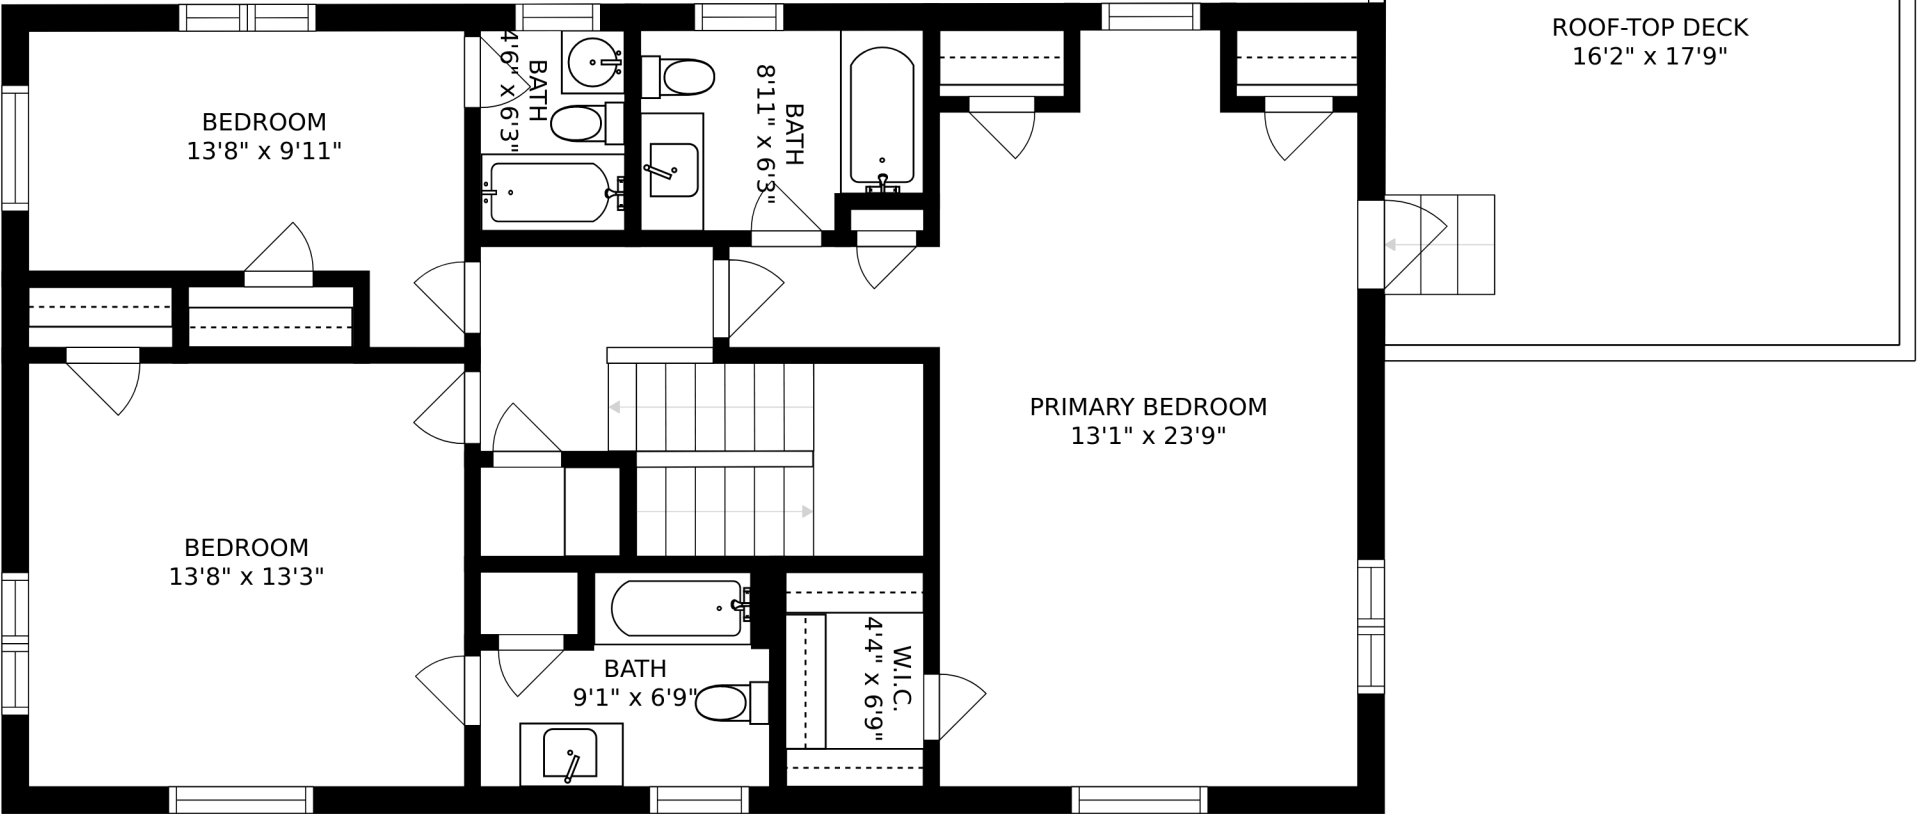 ROOF-TOP DECK
16'2" x 17'9"
BEDROOM
13'8" x 9'11"
BATH
4'6" x 6'3"
BATH
8'11" x 6'3"
PRIMARY BEDROOM
13'1" x 23'9"
BEDROOM
13'8" x 13'3"
BATH
9'1" x 6'9"
W.I.C.
4'4" x 6'9"